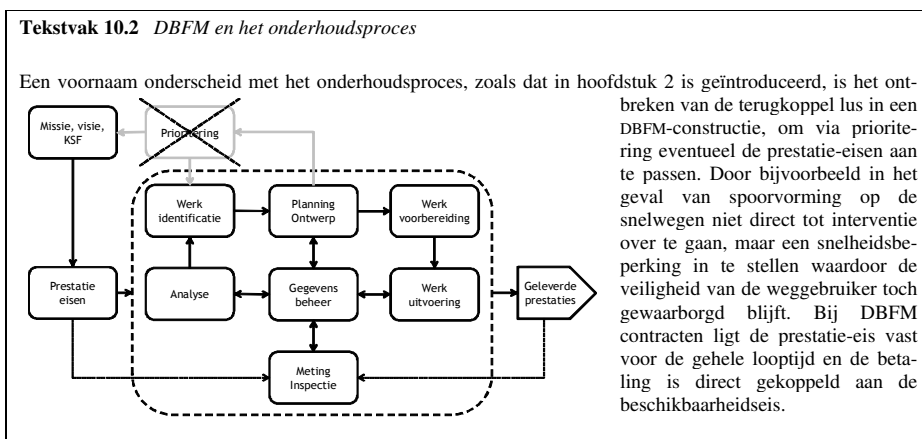 Tekstvak 10.2 DBFM en het onderhoudsproces
Een voornaam onderscheid met het onderhoudsproces, zoals dat in hoofdstuk 2 is geïntroduceerd, is het ont-
breken van de terugkoppel lus in een
DBFM-constructie, om via priorite-
ring eventueel de prestatie-eisen aan
te passen. Door bijvoorbeeld in het
geval van spoorvorming op de
snelwegen niet direct tot interventie
over te gaan, maar een snelheidsbe-
perking in te stellen waardoor de
veiligheid van de weggebruiker toch
gewaarborgd blijft. Bij DBFM
contracten ligt de prestatie-eis vast
voor de gehele looptijd en de beta-
ling is direct gekoppeld aan de
beschikbaarheidseis.
Missie, visie,
KSF
Prioritering
Werk
identificatie
Planning
Ontwerp
Werk
voorbereiding
Prestatie
eisen
Analyse
Gegevens
beheer
Werk
uitvoering
Geleverde
prestaties
Meting
Inspectie